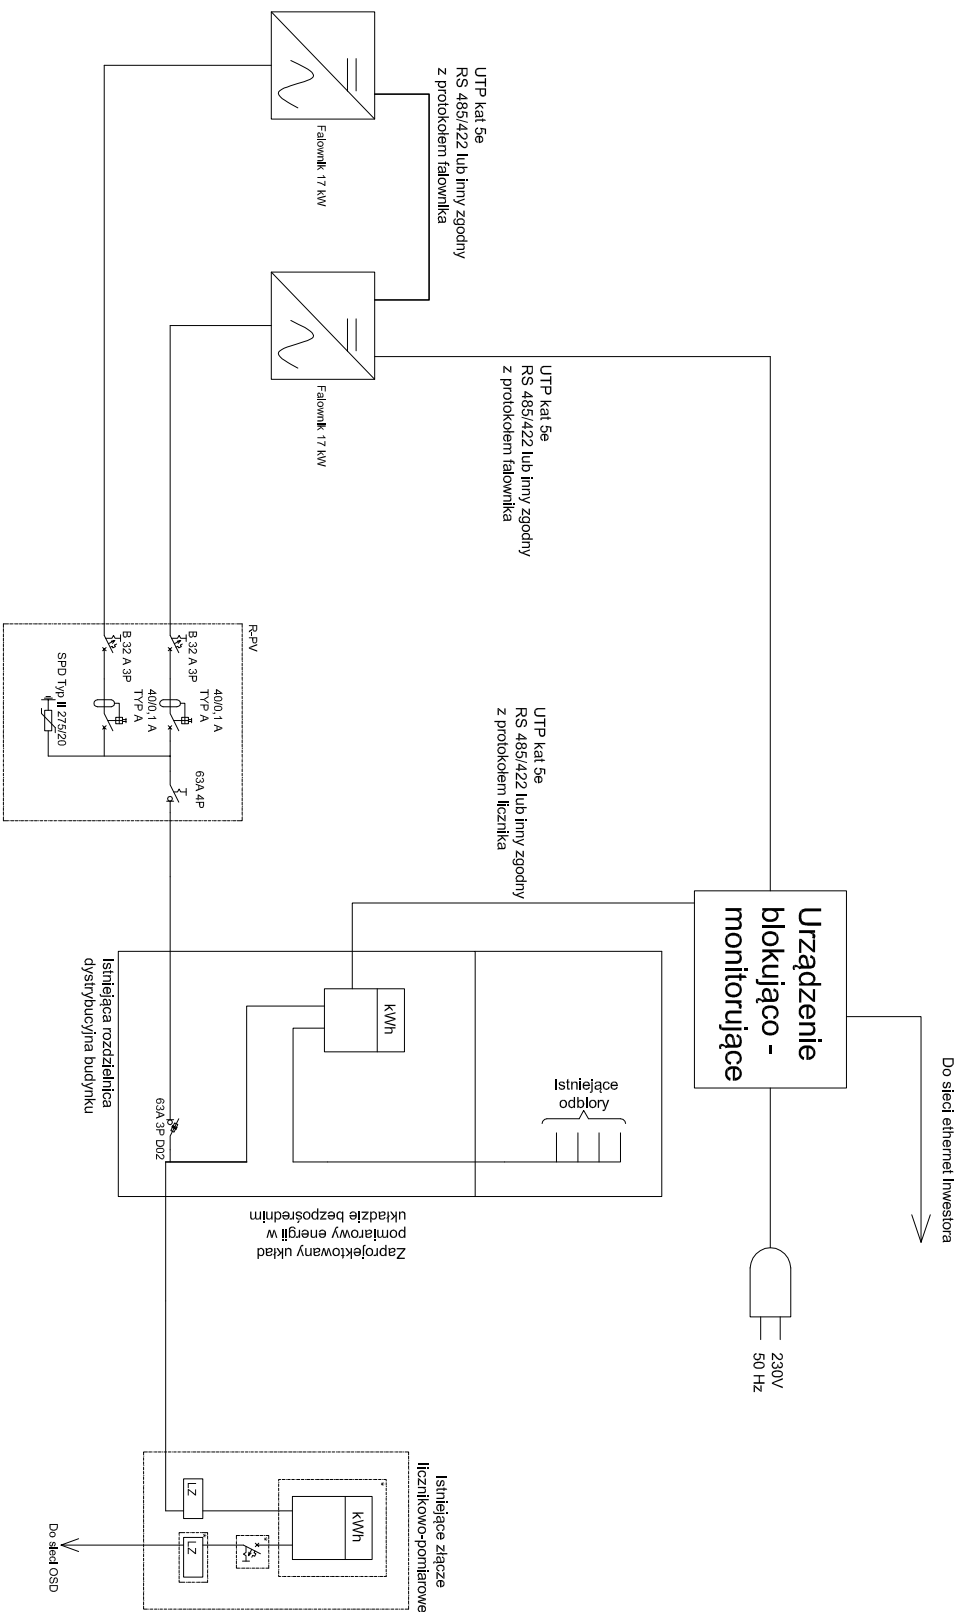 UTP kat 5e
RS 485/422 lub inny zgodny
z protokołem falownika
Falownik 17 kW
UTP kat 5e
RS 485/422 lub inny zgodny
z protokołem falownika
Falownik 17 kW
R-PV
B 32 A 3P
40/0,1 A
TYP A
B 32 A 3P
40/0,1 A
TYP A
SPD Typ II 275/20
63A 4P
UTP kat 5e
RS 485/422 lub inny zgodny
z protokołem licznika
Urządzenie
blokująco -
monitorujące
Do sieci ethernet Inwestora
230V
50 Hz
kWh
Istniejące
odbiory
Istniejąca rozdzielnica
dystrybucyjna budynku
63A 3P D02
Zaprojektowany układ
pomiarowy energii w
układzie bezpośrednim
Istniejące złącze
licznikowo-pomiarowe
kWh
LZ
LZ
Do sieci OSD